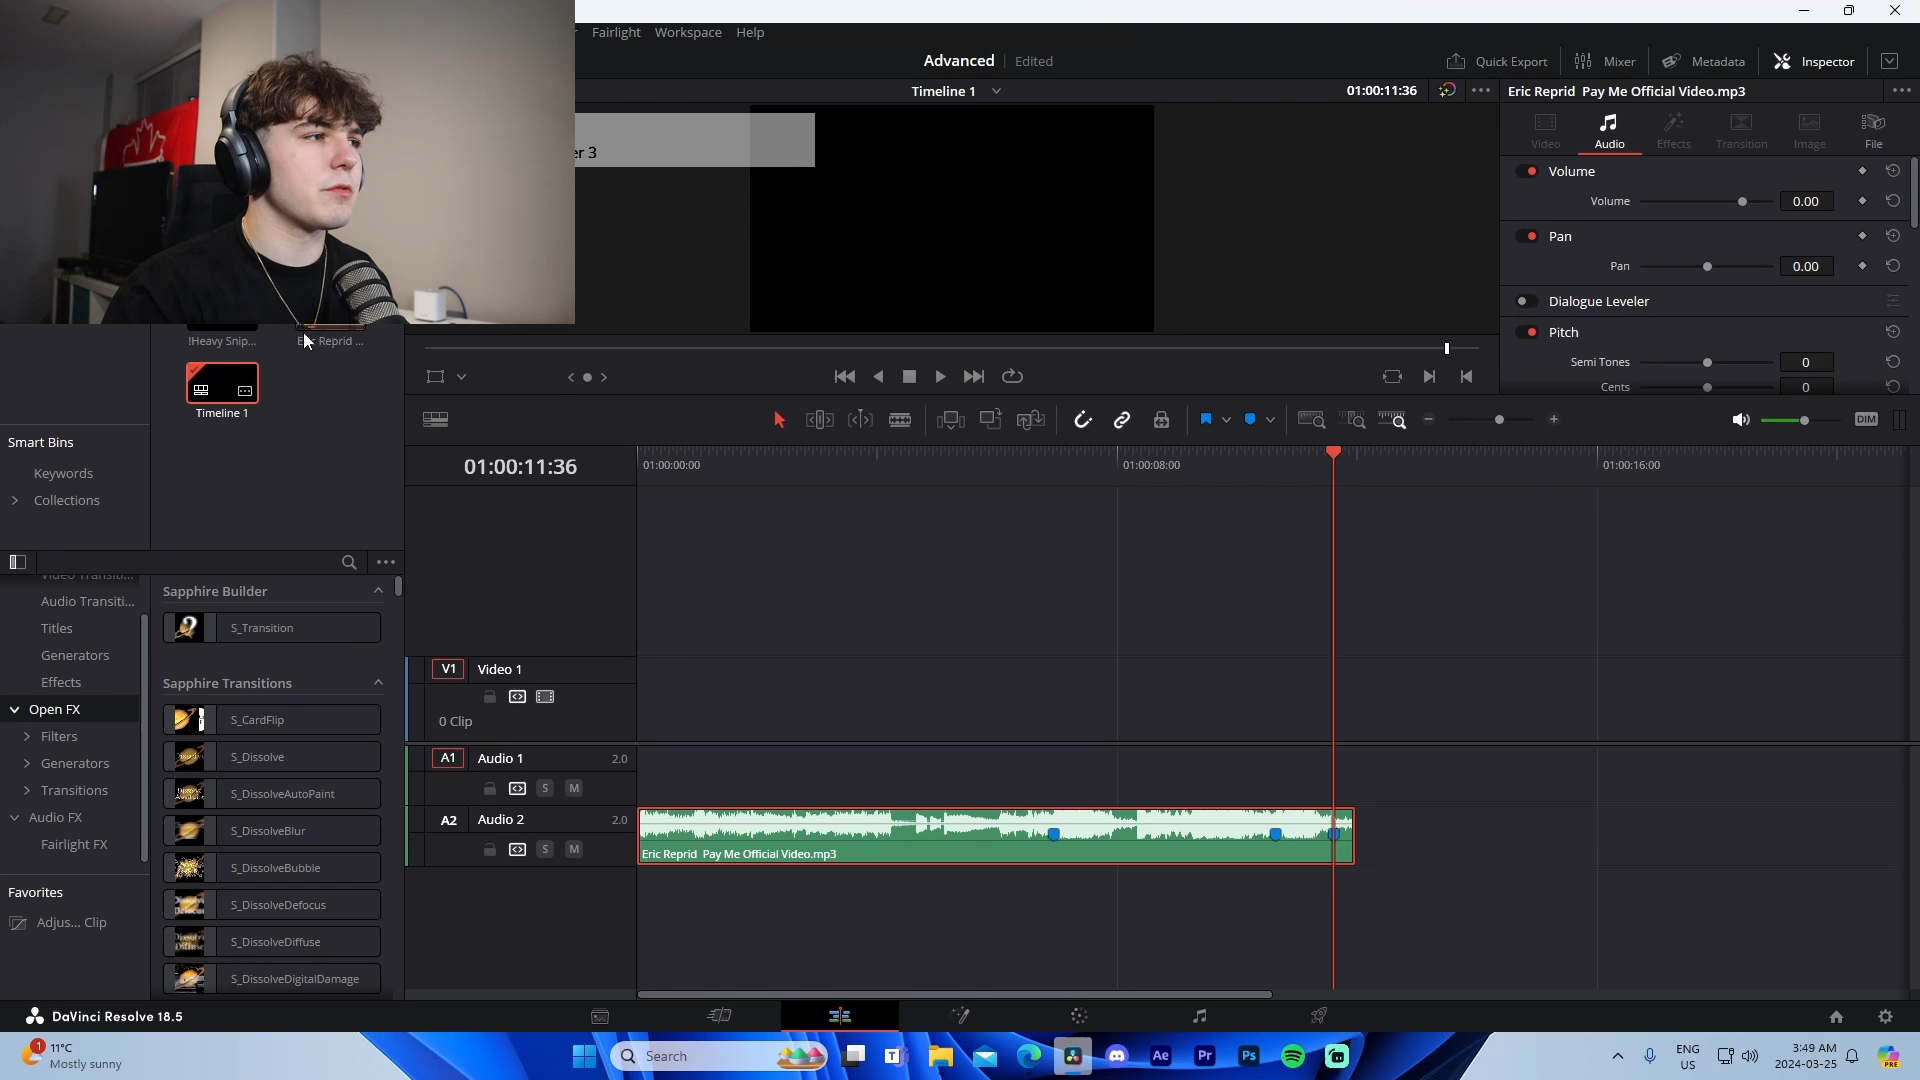 Fairlight Workspace Help
Advanced Edited
Quick Export Mixer Metadata Inspector
Timeline 1 01:00:11:36
Eric Reprid Pay Me Official Video.mp3
er 3
Video Audio Effects Transition Image File
Volume
Volume 0.00
Pan
Pan 0.00
Dialogue Leveler
Pitch
Semi Tones 0
Cents 0
!Heavy Snip...
Reprid ...
Timeline 1
DIM
Smart Bins
Keywords
Collections
01:00:11:36
01:00:00:00 01:00:08:00 01:00:16:00
Video Transiti...
Audio Transiti...
Titles
Generators
Effects
Open FX
Filters
Generators
Transitions
Audio FX
Fairlight FX
Favorites
Adjus... Clip
Sapphire Builder
S_Transition
Sapphire Transitions
S_CardFlip
S_Dissolve
S_DissolveAutoPaint
S_DissolveBlur
S_DissolveBubble
S_DissolveDefocus
S_DissolveDiffuse
S_DissolveDigitalDamage
V1 Video 1
0 Clip
A1 Audio 1 2.0
S M
A2 Audio 2 2.0
S M
Eric Reprid Pay Me Official Video.mp3
DaVinci Resolve 18.5
1
11°C
Mostly sunny
Search
Ae Pr Ps
ENG
US
3:49 AM
2024-03-25
PRE